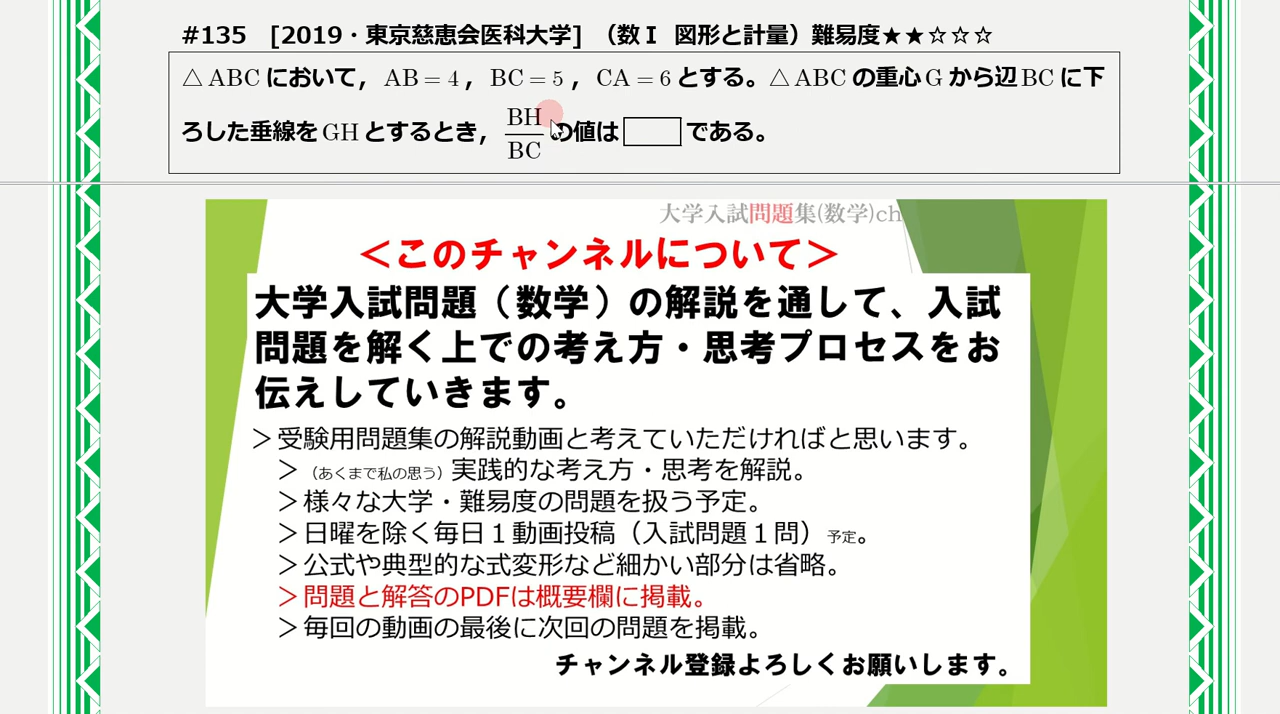 #135 [2019・東京慈恵会医科大学] (数Ⅰ 図形と計量) 難易度★★☆☆☆
△ABCにおいて, AB=4, BC=5, CA=6とする。△ABCの重心Gから辺BCに下
ろした垂線をGHとするとき, BH/BC の値は□である。
大学入試問題集(数学)ch
＜このチャンネルについて＞
大学入試問題（数学）の解説を通して、入試
問題を解く上での考え方・思考プロセスをお
伝えしていきます。
＞受験用問題集の解説動画と考えていただければと思います。
＞（あくまで私の思う）実践的な考え方・思考を解説。
＞様々な大学・難易度の問題を扱う予定。
＞日曜を除く毎日１動画投稿（入試問題１問）予定。
＞公式や典型的な式変形など細かい部分は省略。
＞問題と解答のPDFは概要欄に掲載。
＞毎回の動画の最後に次回の問題を掲載。
チャンネル登録よろしくお願いします。